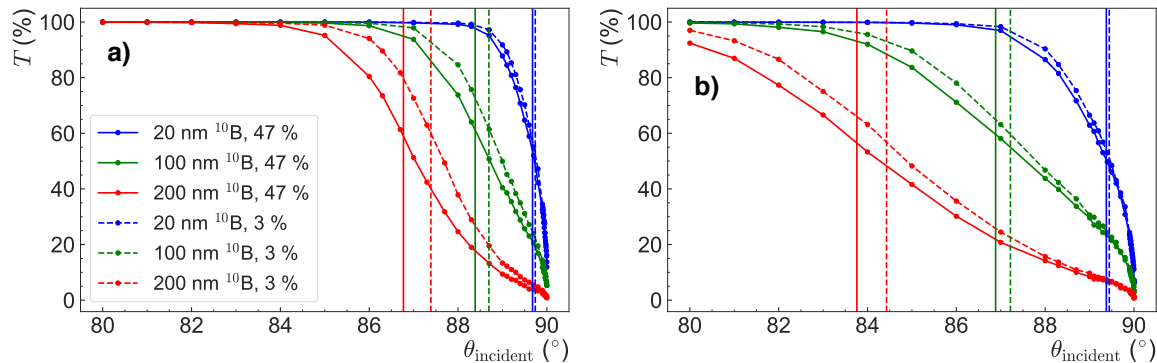 a)
T (%)
100
80
60
40
20
0
20 nm ¹⁰B, 47 %
100 nm ¹⁰B, 47 %
200 nm ¹⁰B, 47 %
20 nm ¹⁰B, 3 %
100 nm ¹⁰B, 3 %
200 nm ¹⁰B, 3 %
80 82 84 86 88 90
θincident (°)
b)
T (%)
100
80
60
40
20
0
80 82 84 86 88 90
θincident (°)